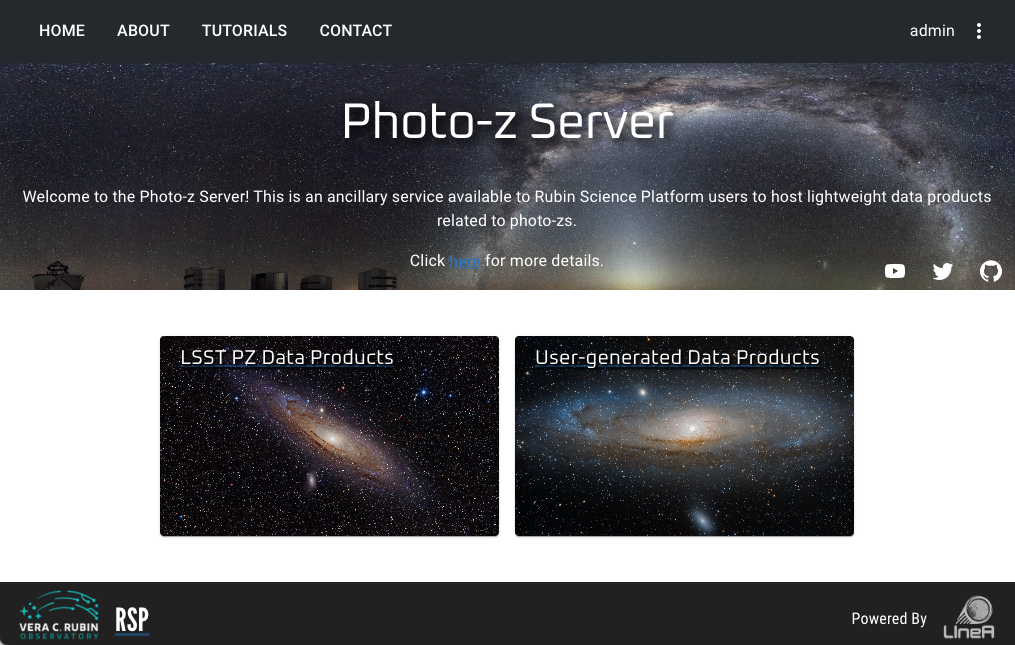 HOME ABOUT TUTORIALS CONTACT admin
Photo-z Server
Welcome to the Photo-z Server! This is an ancillary service available to Rubin Science Platform users to host lightweight data products
related to photo-zs.
Click here for more details.
LSST PZ Data Products
User-generated Data Products
VERA C. RUBIN
OBSERVATORY
RSP
Powered By
LIneA